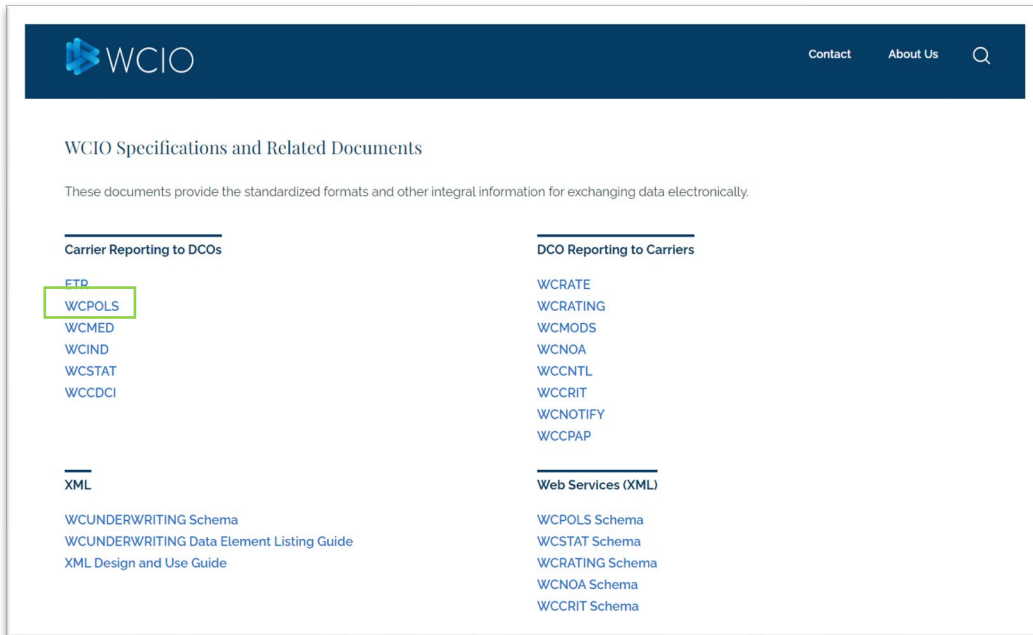 WCIO
Contact
About Us
WCIO Specifications and Related Documents
These documents provide the standardized formats and other integral information for exchanging data electronically.
Carrier Reporting to DCOs
ETR
WCPOLS
WCMED
WCIND
WCSTAT
WCCDCI
DCO Reporting to Carriers
WCRATE
WCRATING
WCMODS
WCNOA
WCCNTL
WCCRIT
WCNOTIFY
WCCPAP
XML
WCUNDERWRITING Schema
WCUNDERWRITING Data Element Listing Guide
XML Design and Use Guide
Web Services (XML)
WCPOLS Schema
WCSTAT Schema
WCRATING Schema
WCNOA Schema
WCCRIT Schema